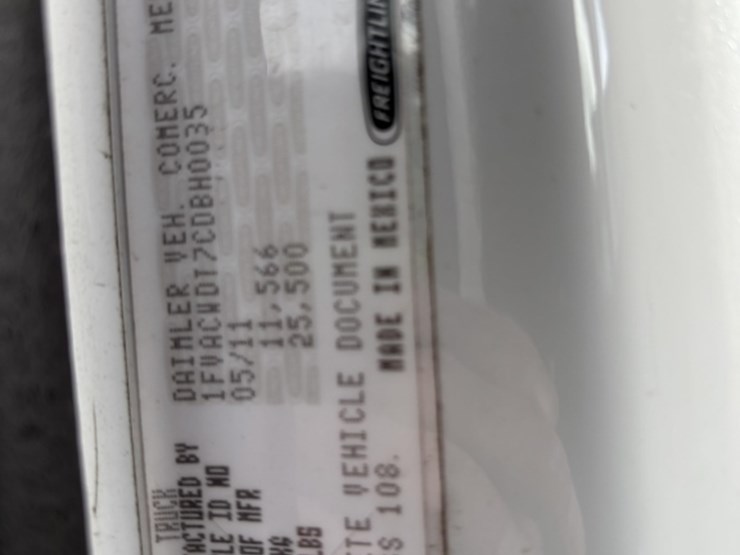 TRUCK
ACTURED BY DAIMLER VEH. COMERC. ME
LE ID NO 1FVACWDT7CDBH0035
OF MFR 05/11
KG 11,566
LBS 25,500
TE VEHICLE DOCUMENT
S 108. MADE IN MEXICO FREIGHTLIN